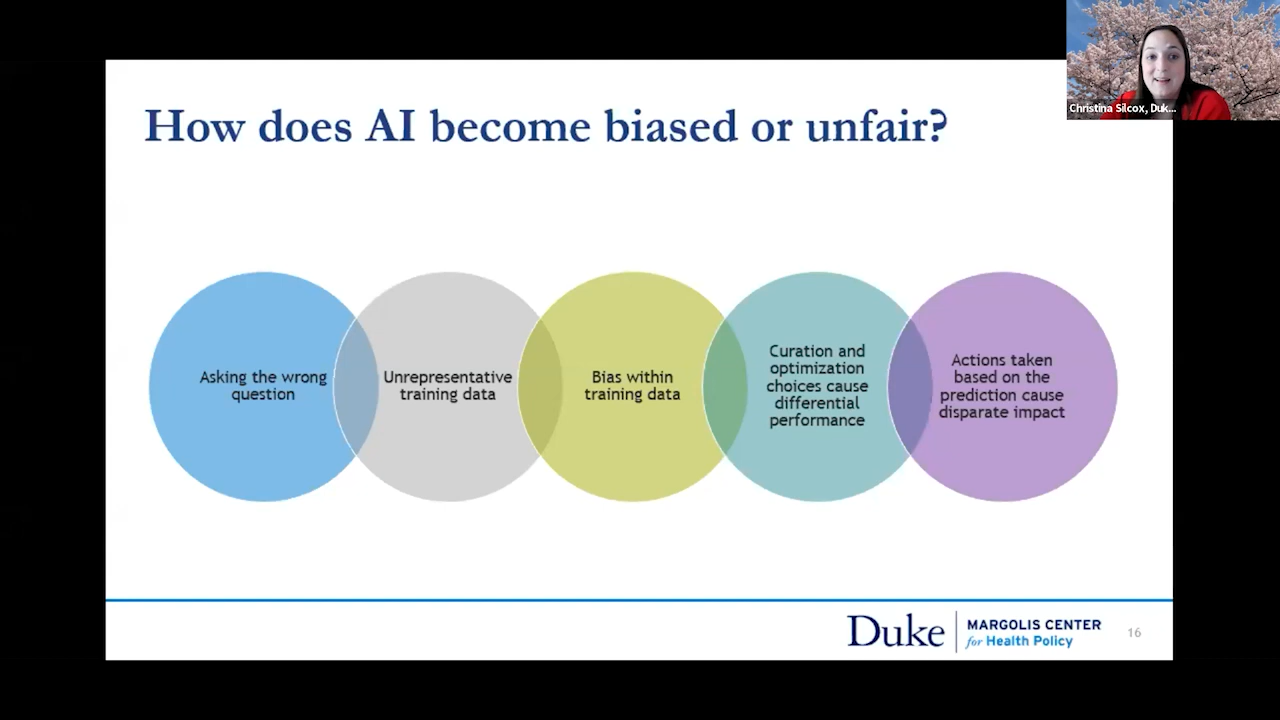 Christina Silcox, Duk...
How does AI become biased or unfair?
Asking the wrong
question
Unrepresentative
training data
Bias within
training data
Curation and
optimization
choices cause
differential
performance
Actions taken
based on the
prediction cause
disparate impact
Duke
MARGOLIS CENTER
for Health Policy
16